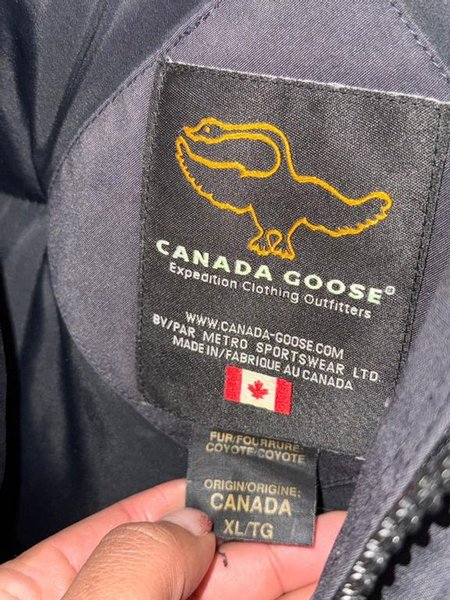 CANADA GOOSE®
Expedition Clothing Outfitters
WWW.CANADA-GOOSE.COM
BY/PAR METRO SPORTSWEAR LTD.
MADE IN/FABRIQUE AU CANADA
FUR/FOURRURE:
COYOTE/COYOTE
ORIGIN/ORIGINE:
CANADA
XL/TG